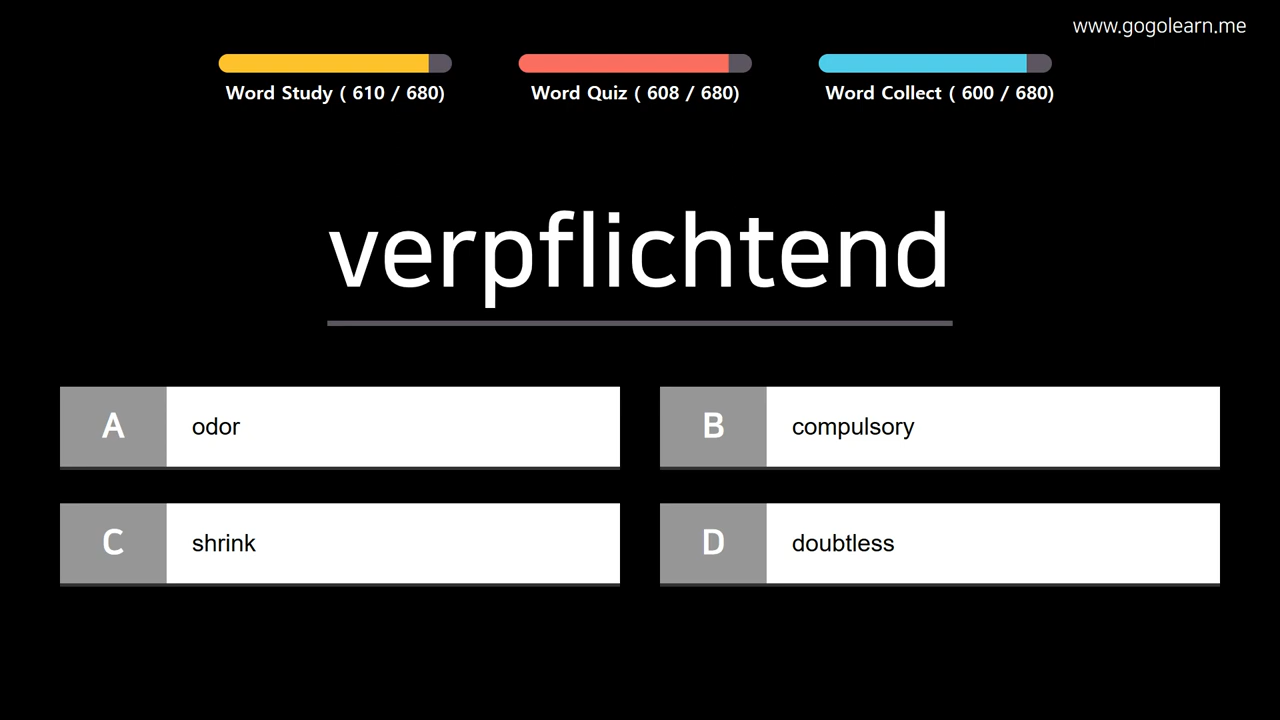 www.gogolearn.me
Word Study ( 610 / 680)
Word Quiz ( 608 / 680)
Word Collect ( 600 / 680)
verpflichtend
A odor
B compulsory
C shrink
D doubtless